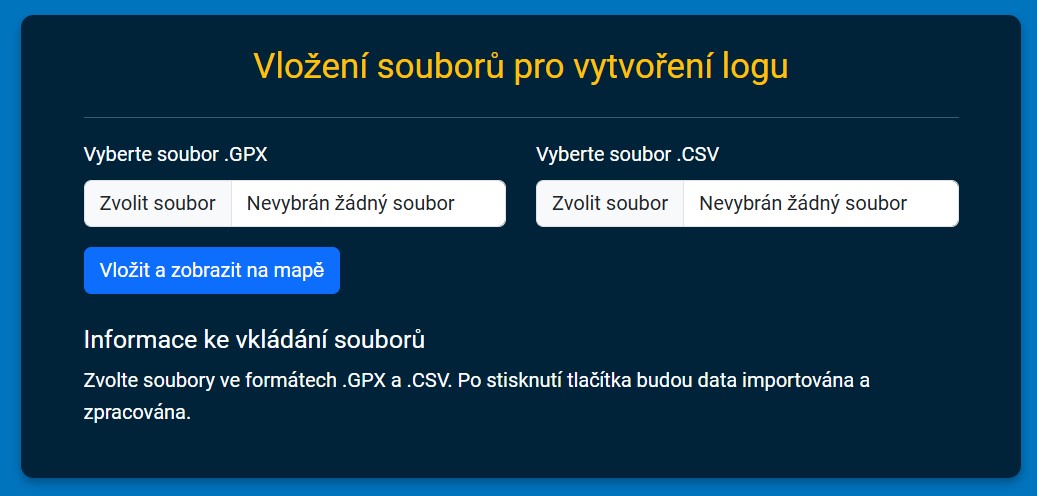 Vložení souborů pro vytvoření logu
Vyberte soubor .GPX
Vyberte soubor .CSV
Zvolit soubor
Nevybrán žádný soubor
Zvolit soubor
Nevybrán žádný soubor
Vložit a zobrazit na mapě
Informace ke vkládání souborů
Zvolte soubory ve formátech .GPX a .CSV. Po stisknutí tlačítka budou data importována a
zpracována.